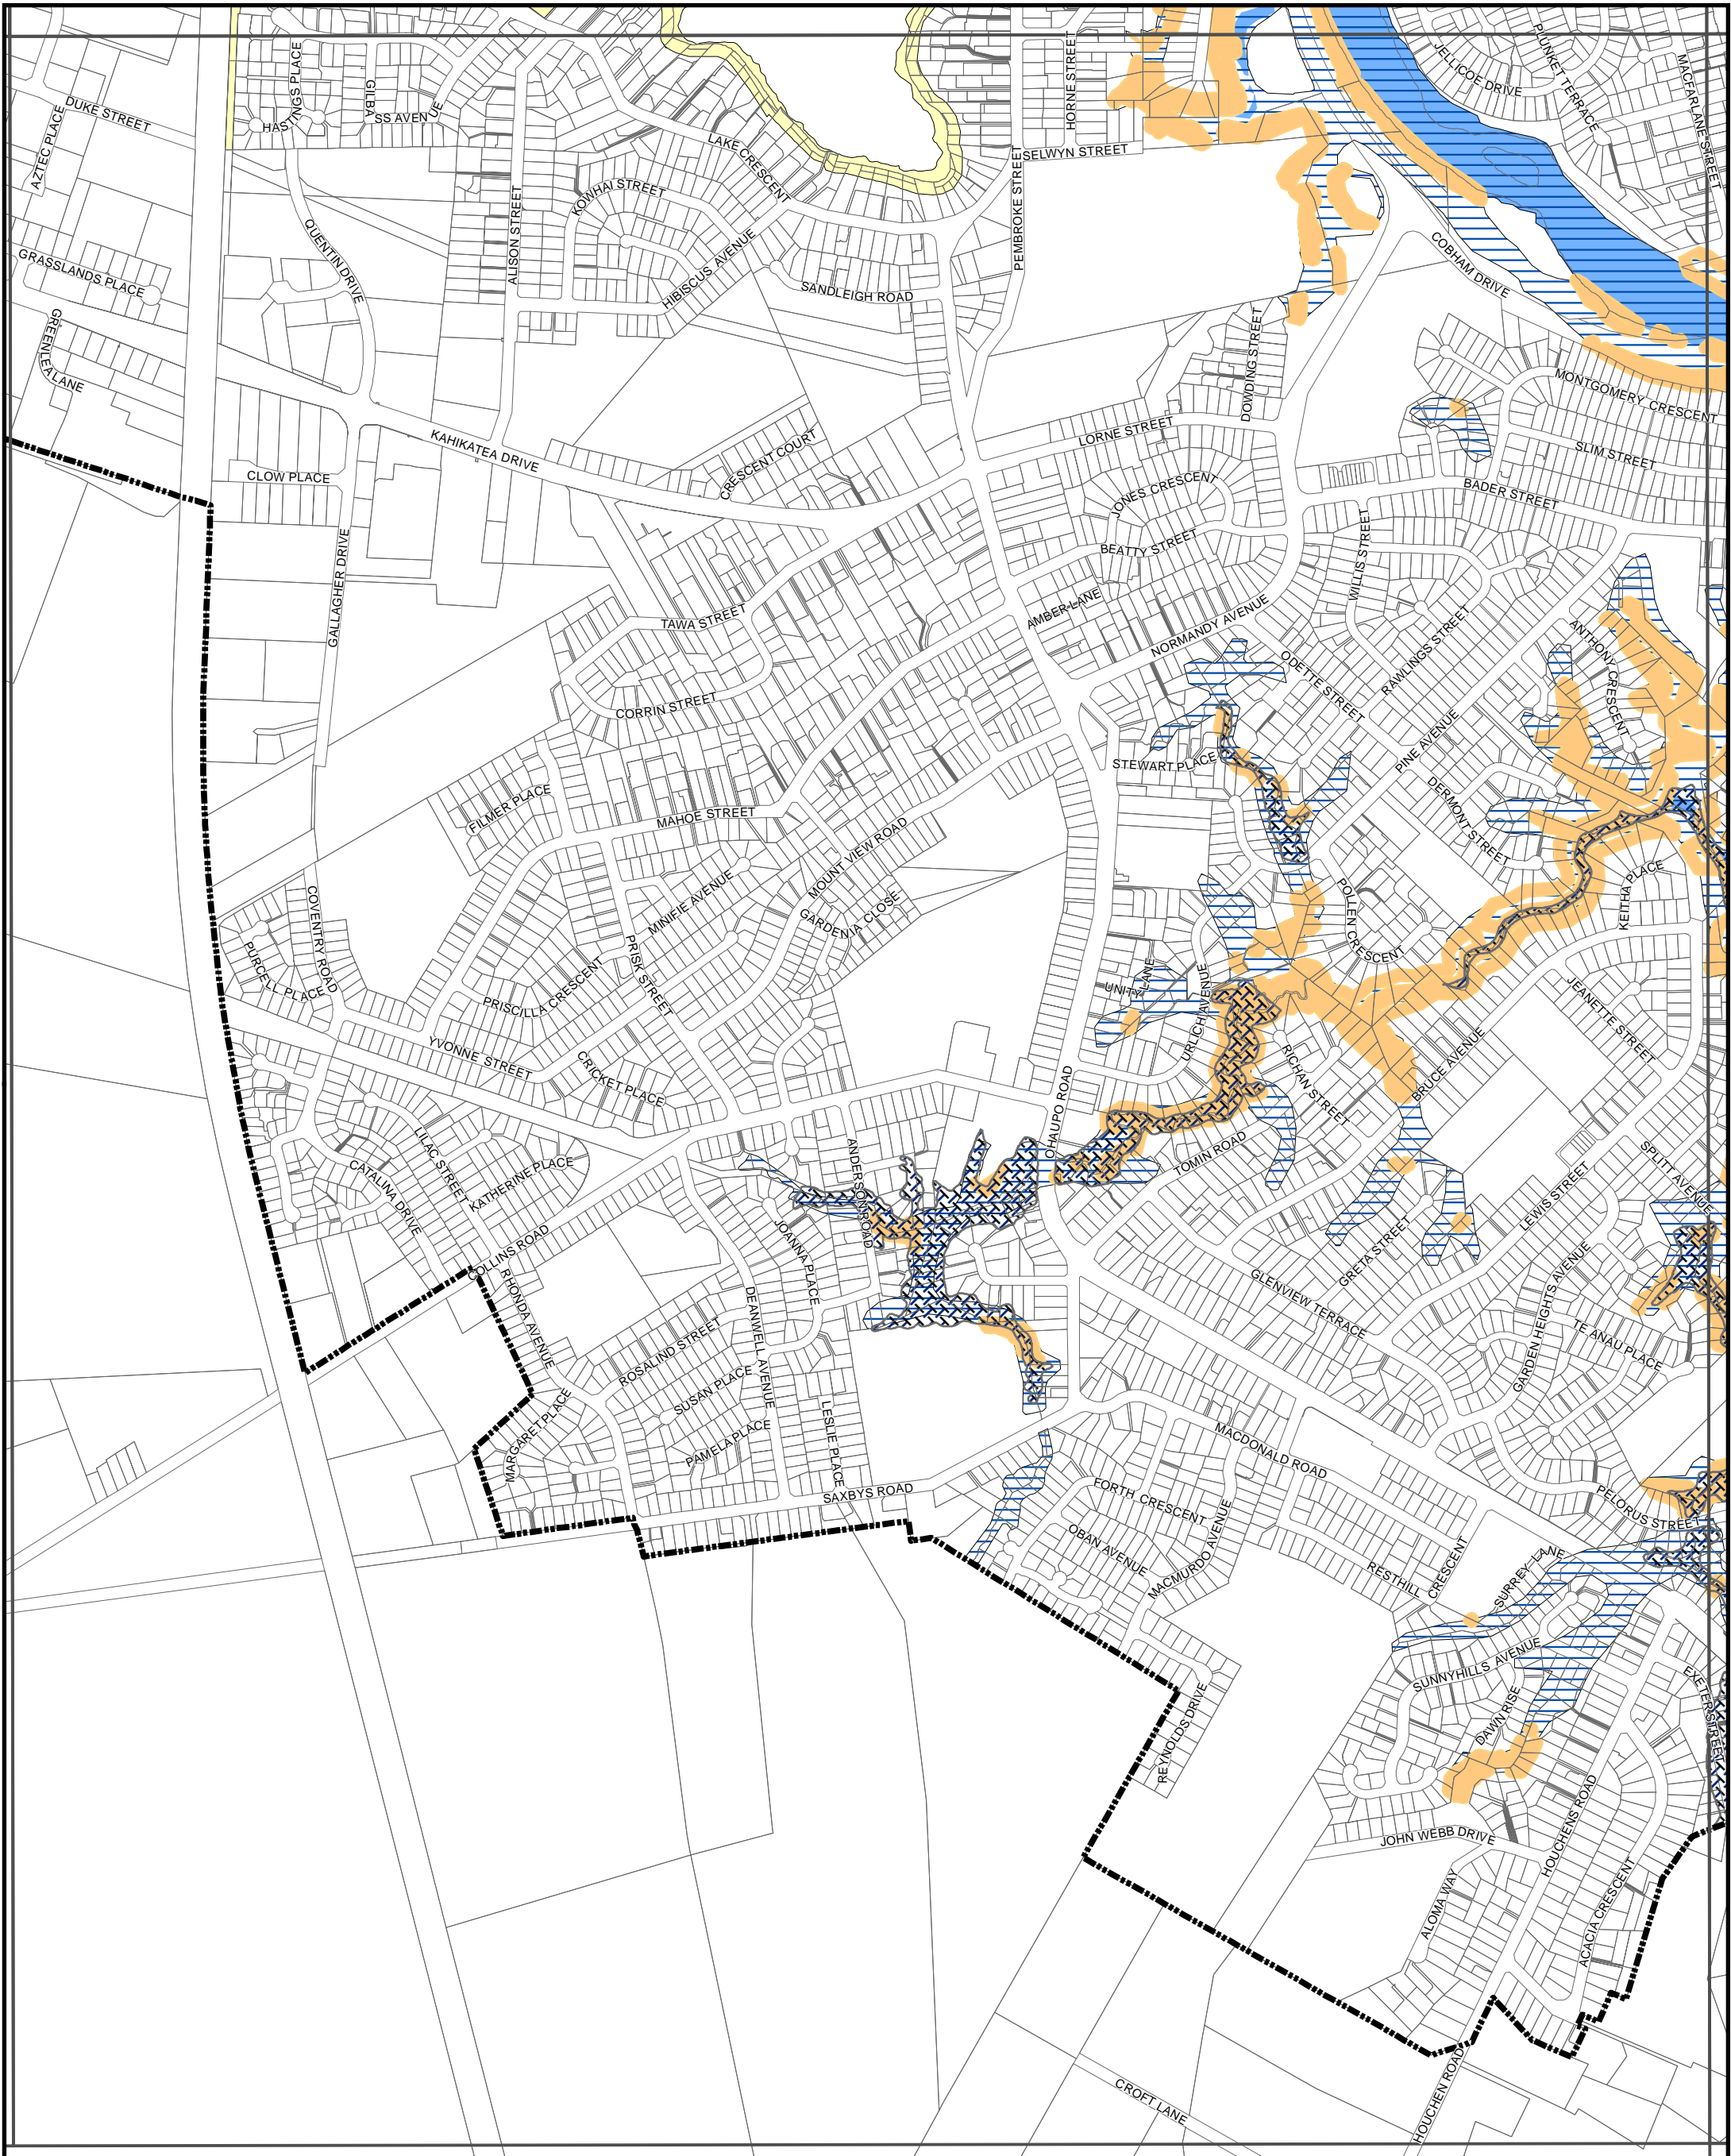 DUKE STREET
AZTEC PLACE
HASTINGS PLACE
GILBA
SS AVEN
UE
LAKE CRESCENT
KOWHAI STREET
ALISON STREET
QUENTIN DRIVE
HIBISCUS AVENUE
SANDLEIGH ROAD
PEMBROKE STREET
HORNE STREET
SELWYN STREET
JELLICOE DRIVE
PLUNKET TERRACE
MACFARLANE STREET
COBHAM DRIVE
GRASSLANDS PLACE
GREENLEA LANE
DOWDING STREET
MONTGOMERY CRESCENT
SLIM STREET
BADER STREET
LORNE STREET
KAHIKATEA DRIVE
CRESCENT COURT
CLOW PLACE
JONES CRESCENT
BEATTY STREET
WILLIS STREET
GALLAGHER DRIVE
TAWA STREET
AMBER LANE
NORMANDY AVENUE
ODETTE STREET
RAWLINGS STREET
ANTHONY CRESCENT
CORRIN STREET
PINE AVENUE
STEWART PLACE
DERMONT STREET
FILMER PLACE
MAHOE STREET
MOUNT VIEW ROAD
MINIFIE AVENUE
GARDENIA CLOSE
POLLEN CRESCENT
KEITHA PLACE
COVENTRY ROAD
PURCELL PLACE
PRISK STREET
PRISCILLA CRESCENT
UNITY LANE
URLICH AVENUE
JEANETTE STREET
YVONNE STREET
CRICKET PLACE
RICHAN STREET
BRUCE AVENUE
OHAUPO ROAD
TOMIN ROAD
LILAC STREET
KATHERINE PLACE
CATALINA DRIVE
ANDERSON ROAD
JOANNA PLACE
SPLITT AVENUE
LEWIS STREET
GRETA STREET
COLLINS ROAD
RHONDA AVENUE
GLENVIEW TERRACE
GARDEN HEIGHTS AVENUE
TE ANAU PLACE
DEANWELL AVENUE
ROSALIND STREET
SUSAN PLACE
MARGARET PLACE
PAMELA PLACE
LESLIE PLACE
SAXBYS ROAD
MACDONALD ROAD
FORTH CRESCENT
OBAN AVENUE
MACMURDO AVENUE
PELORUS STREET
RESTHILL
CRESCENT
SURREY LANE
SUNNYHILLS AVENUE
DAWN RISE
EXETER STREET
REYNOLDS DRIVE
JOHN WEBB DRIVE
HOUCHENS ROAD
ALOMA WAY
ACACIA CRESCENT
CROFT LANE
HOUCHEN ROAD